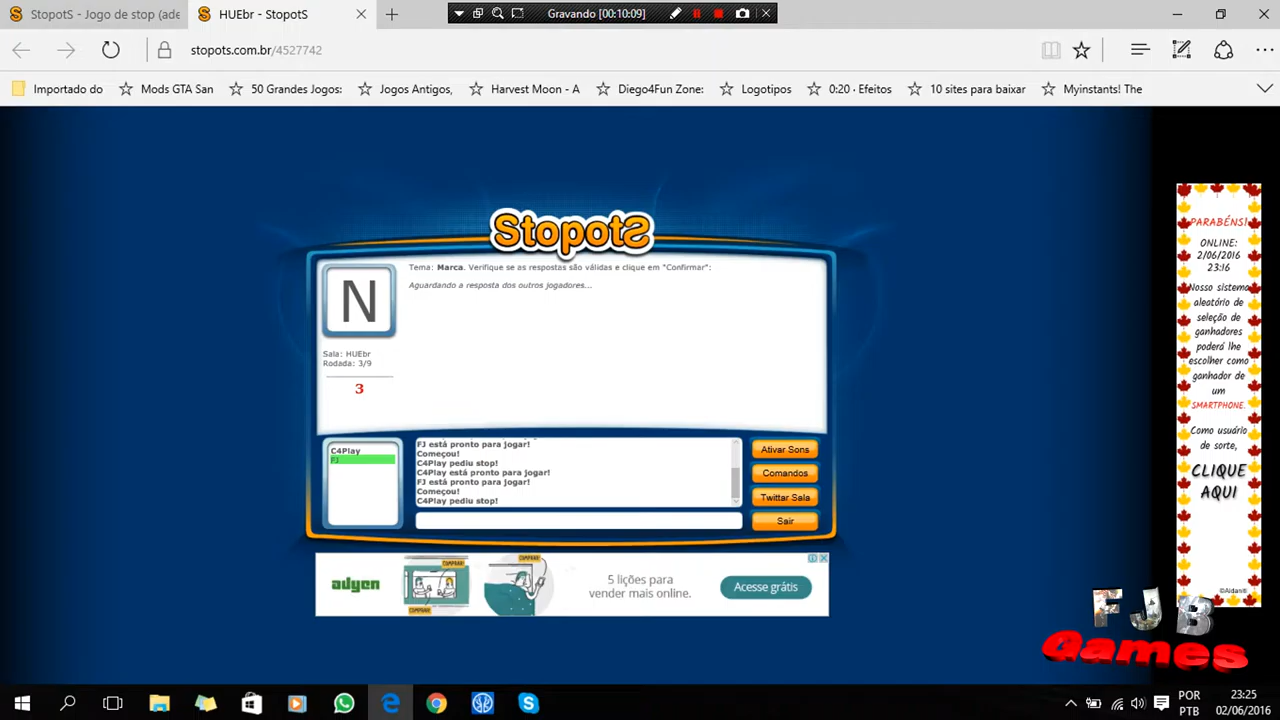 StopotS - Jogo de stop (ade
HUEbr - StopotS
Gravando [00:10:09]
stopots.com.br/4527742
Importado do
Mods GTA San
50 Grandes Jogos:
Jogos Antigos,
Harvest Moon - A
Diego4Fun Zone:
Logotipos
0:20 · Efeitos
10 sites para baixar
Myinstants! The
StopotS
N
Tema: Marca. Verifique se as respostas são válidas e clique em "Confirmar":
Aguardando a resposta dos outros jogadores...
Sala: HUEbr
Rodada: 3/9
3
C4Play
FJ
FJ está pronto para jogar!
Começou!
C4Play pediu stop!
C4Play está pronto para jogar!
FJ está pronto para jogar!
Começou!
C4Play pediu stop!
Ativar Sons
Comandos
Twittar Sala
Sair
adyen
COMPRAR!
COMPRAR!
COMPRAR!
5 lições para
vender mais online.
Acesse grátis
PARABÉNS!
ONLINE:
2/06/2016
23:16
Nosso sistema
aleatório de
seleção de
ganhadores
poderá lhe
escolher como
ganhador de
um
SMARTPHONE.
Como usuário
de sorte,
CLIQUE
AQUI
©Aidan®
FJB
Games
POR
PTB
23:25
02/06/2016